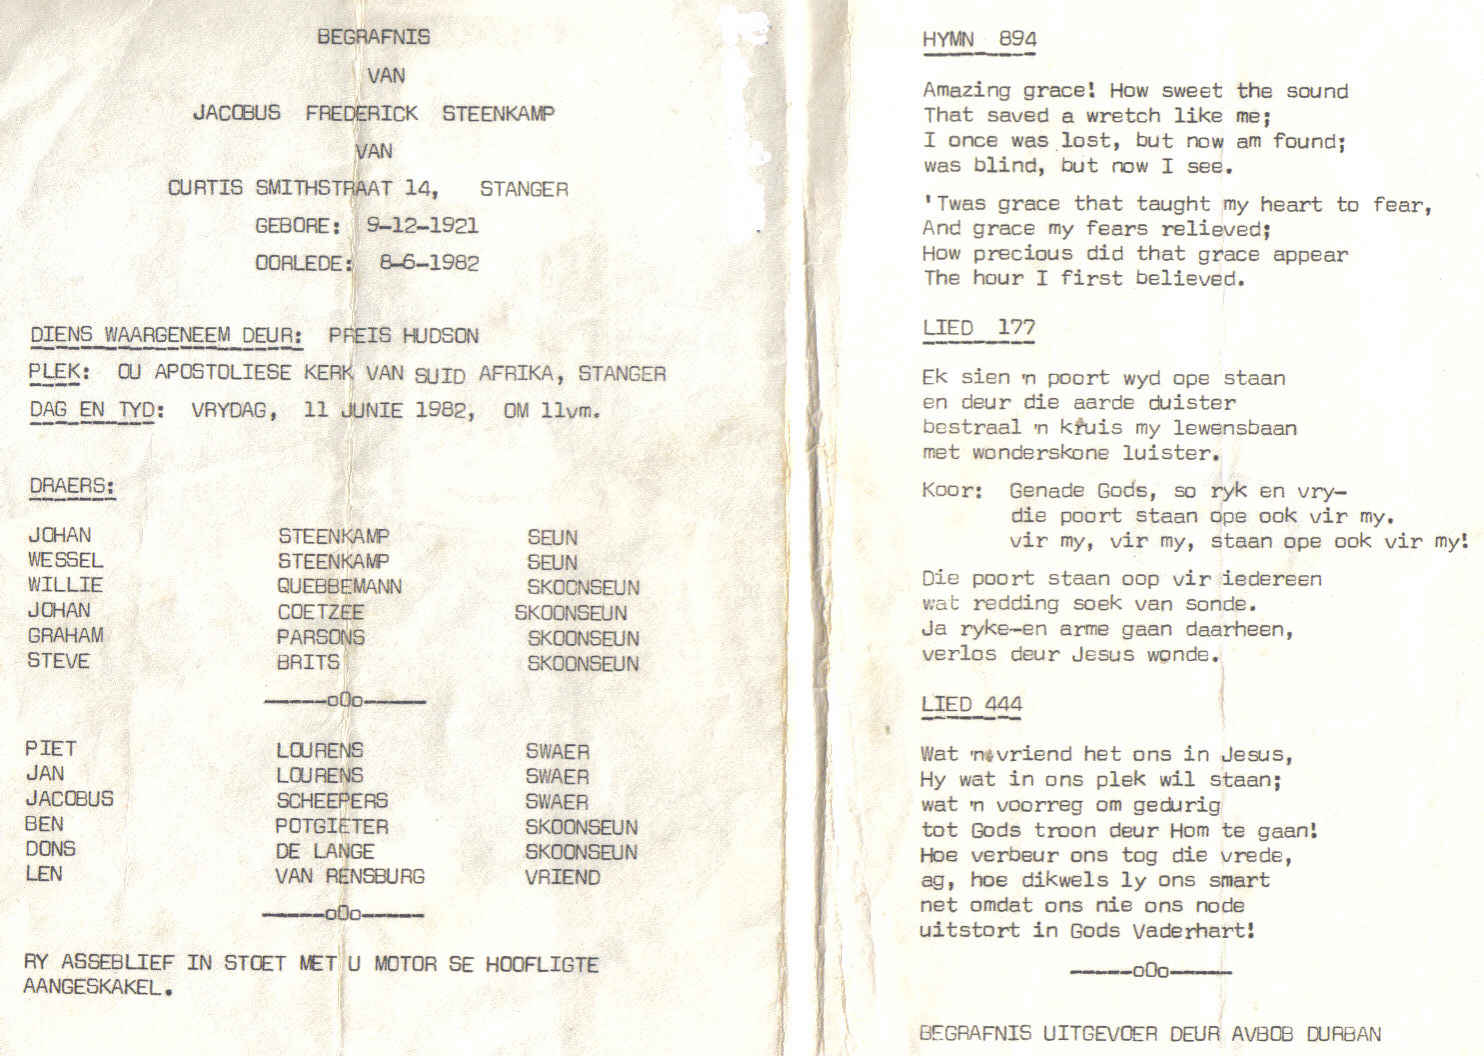 BEGRAFNIS
VAN
JACOBUS FREDERICK STEENKAMP
VAN
CURTIS SMITHSTRAAT 14, STANGER
GEBORE: 9-12-1921
OORLEDE: 8-6-1982
DIENS WAARGENEEM DEUR: PREIS HUDSON
PLEK: OU APOSTOLIESE KERK VAN SUID AFRIKA, STANGER
DAG EN TYD: VRYDAG, 11 JUNIE 1982, OM 11vm.
DRAERS:
JOHAN STEENKAMP SEUN
WESSEL STEENKAMP SEUN
WILLIE QUEBBEMANN SKOONSEUN
JOHAN COETZEE SKOONSEUN
GRAHAM PARSONS SKOONSEUN
STEVE BRITS SKOONSEUN
-----oOo-----
PIET LOURENS SWAER
JAN LOURENS SWAER
JACOBUS SCHEEPERS SWAER
BEN POTGIETER SKOONSEUN
DONS DE LANGE SKOONSEUN
LEN VAN RENSBURG VRIEND
-----oOo-----
RY ASSEBLIEF IN STOET MET U MOTOR SE HOOFLIGTE
AANGESKAKEL.
HYMN 894
Amazing grace! How sweet the sound
That saved a wretch like me;
I once was lost, but now am found;
was blind, but now I see.
'Twas grace that taught my heart to fear,
And grace my fears relieved;
How precious did that grace appear
The hour I first believed.
LIED 177
Ek sien 'n poort wyd ope staan
en deur die aarde duister
bestraal 'n kruis my lewensbaan
met wonderskone luister.
Koor: Genade Gods, so ryk en vry-
die poort staan ope ook vir my.
vir my, vir my, staan ope ook vir my!
Die poort staan oop vir iedereen
wat redding soek van sonde.
Ja ryke-en arme gaan daarheen,
verlos deur Jesus wonde.
LIED 444
Wat 'n vriend het ons in Jesus,
Hy wat in ons plek wil staan;
wat 'n voorreg om gedurig
tot Gods troon deur Hom te gaan!
Hoe verbeur ons tog die vrede,
ag, hoe dikwels ly ons smart
net omdat ons nie ons node
uitstort in Gods Vaderhart!
-----oOo-----
BEGRAFNIS UITGEVOER DEUR AVBOB DURBAN